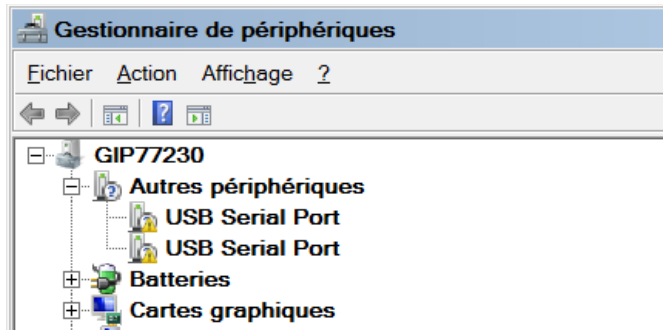 Gestionnaire de périphériques
Fichier Action Affichage ?
GIP77230
Autres périphériques
USB Serial Port
USB Serial Port
Batteries
Cartes graphiques